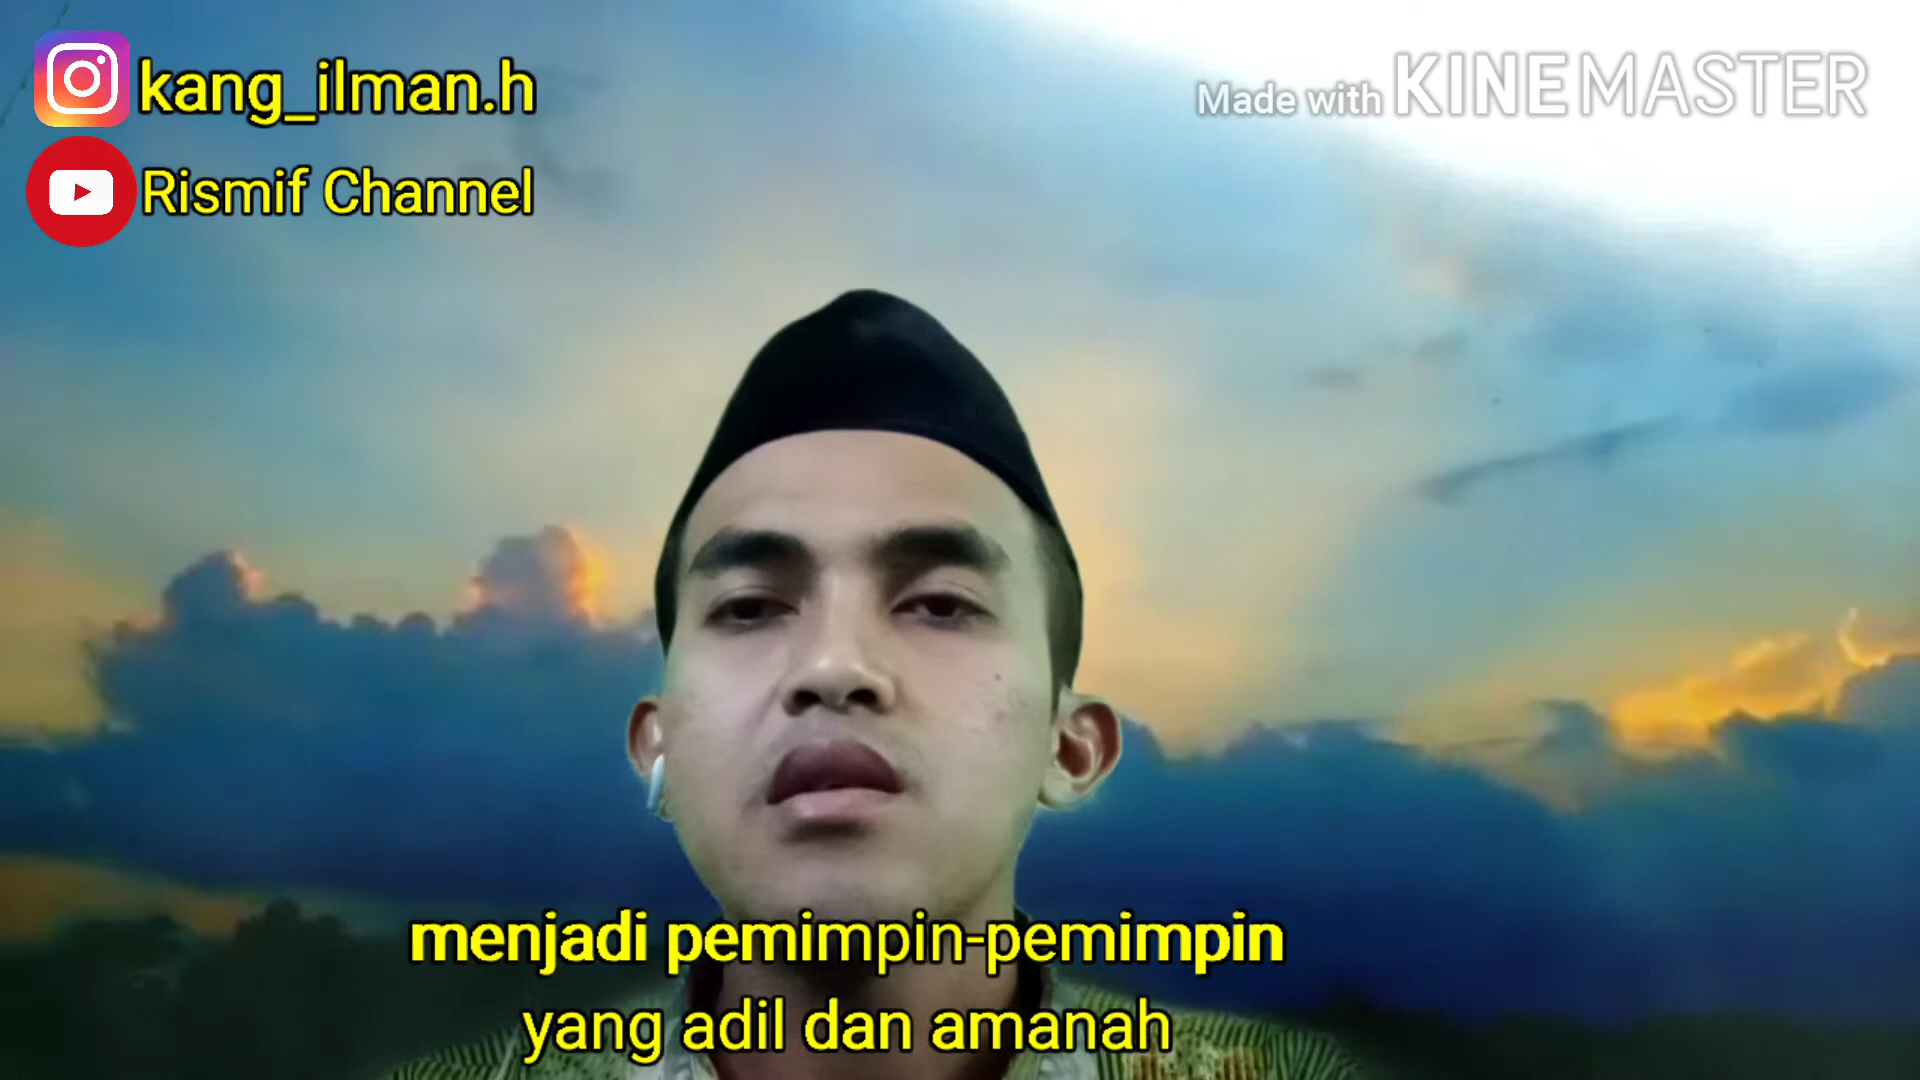 kang_ilman.h
Made with KINEMASTER
Rismif Channel
menjadi pemimpin-pemimpin
yang adil dan amanah